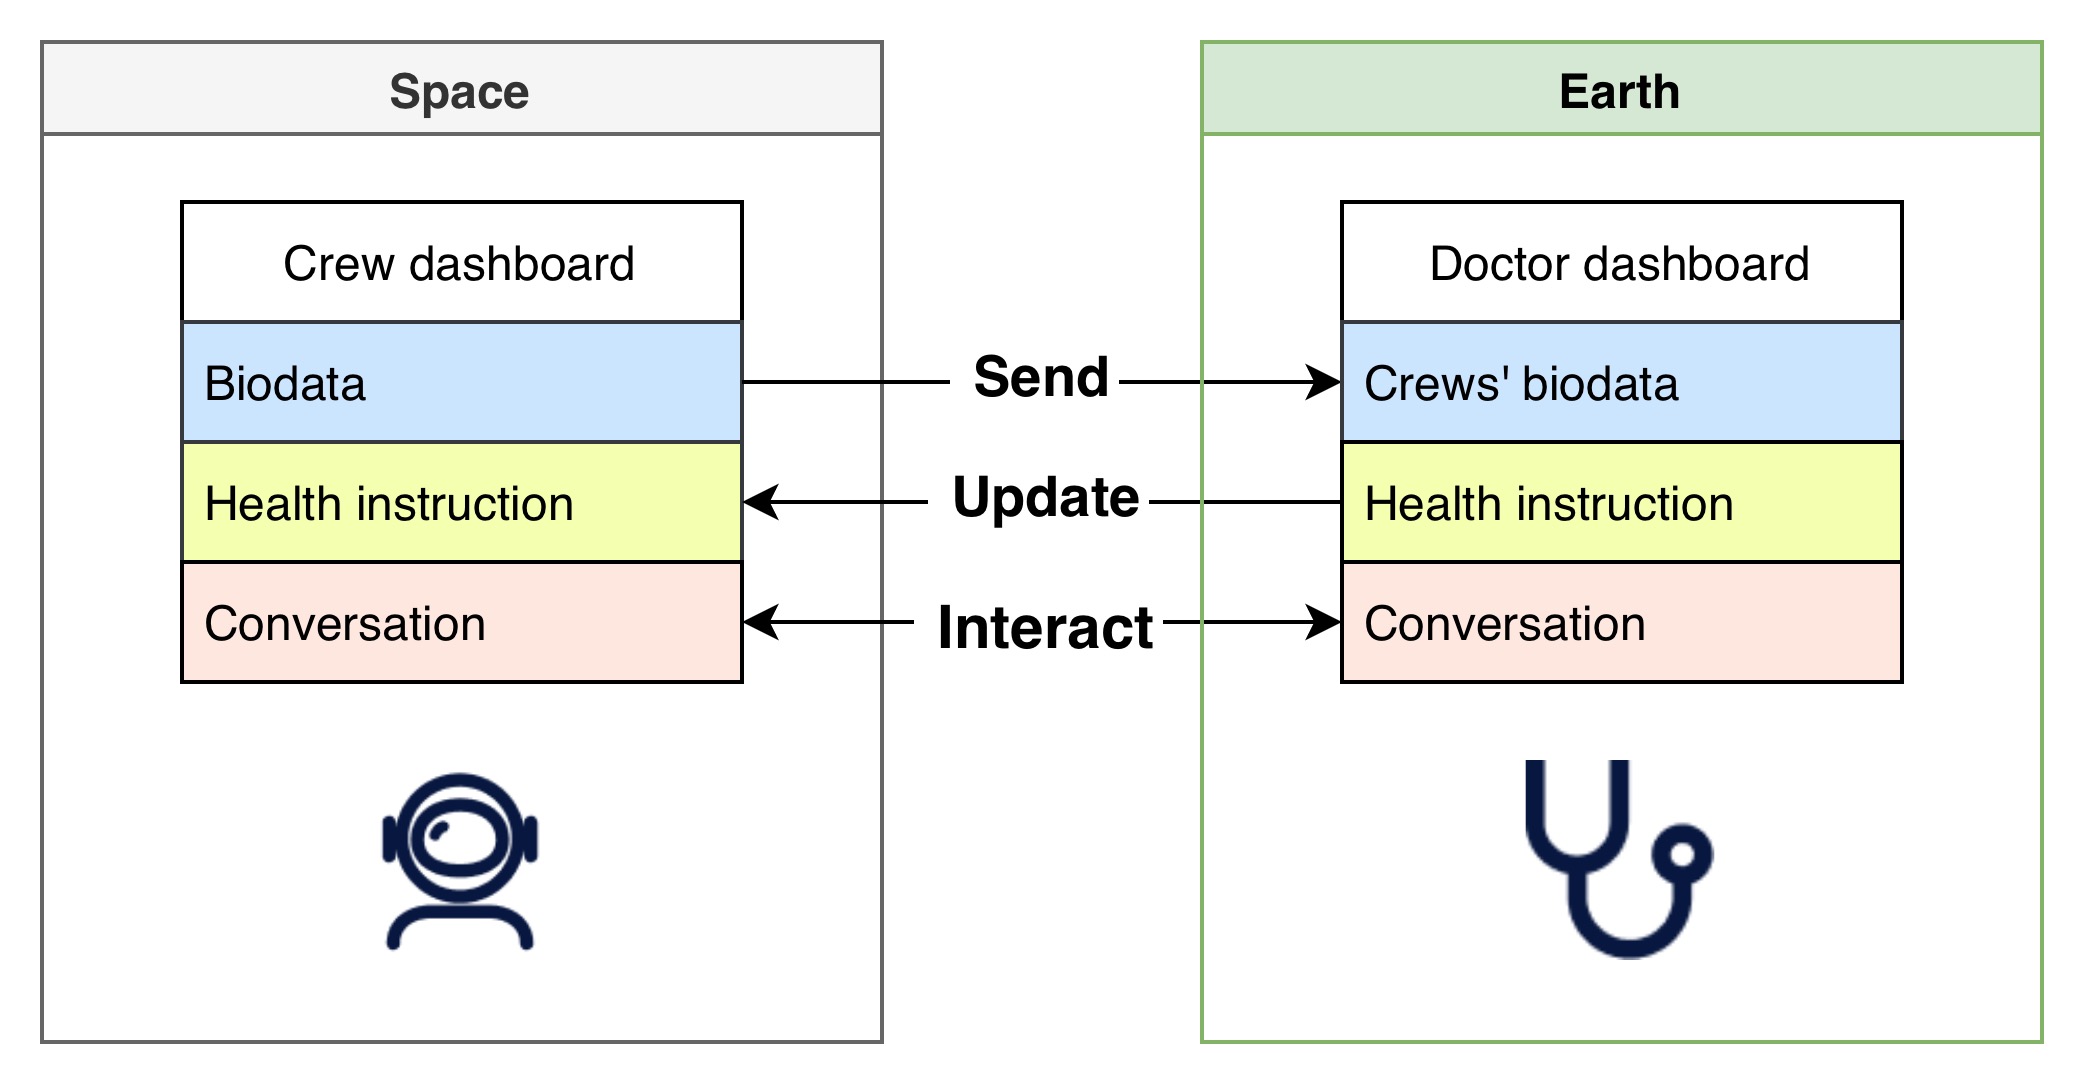 Space
Crew dashboard
Biodata
Health instruction
Conversation
Send
Update
Interact
Earth
Doctor dashboard
Crews' biodata
Health instruction
Conversation